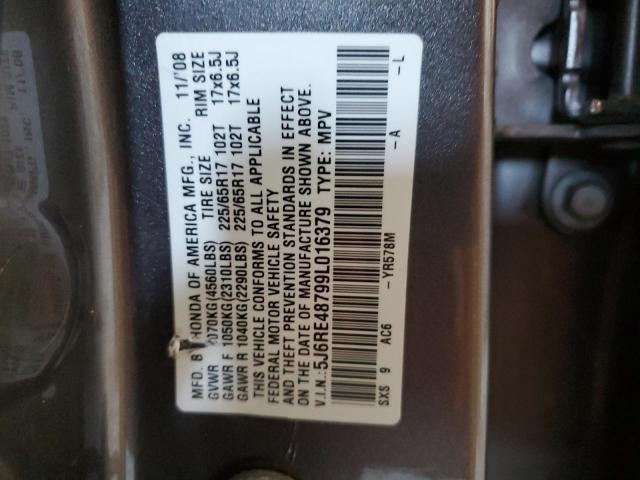 MFD. B HONDA OF AMERICA MFG., INC. 11/'08
GVWR 2070KG(4560LBS) TIRE SIZE RIM SIZE
GAWR F 1050KG(2310LBS) 225/65R17 102T 17x6.5J
GAWR R 1040KG(2290LBS) 225/65R17 102T 17x6.5J
THIS VEHICLE CONFORMS TO ALL APPLICABLE
FEDERAL MOTOR VEHICLE SAFETY
AND THEFT PREVENTION STANDARDS IN EFFECT
ON THE DATE OF MANUFACTURE SHOWN ABOVE.
V.I.N.:5J6RE48799L016379 TYPE: MPV
SXS 9 AC6 -YR578M -A -L